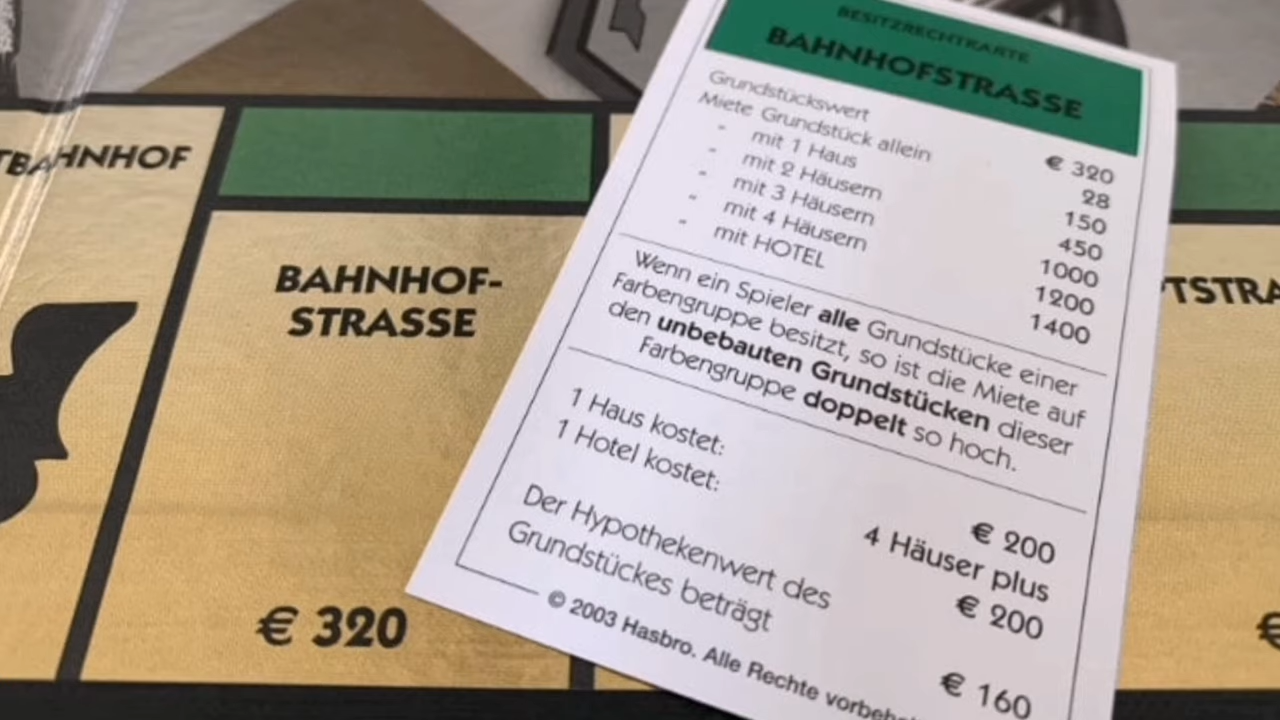 TBAHNHOF
BAHNHOF-
STRASSE
€ 320
BESITZRECHTKARTE
BAHNHOFSTRASSE
Grundstückswert € 320
Miete Grundstück allein 28
- mit 1 Haus 150
- mit 2 Häusern 450
- mit 3 Häusern 1000
- mit 4 Häusern 1200
- mit HOTEL 1400
Wenn ein Spieler alle Grundstücke einer
Farbengruppe besitzt, so ist die Miete auf
den unbebauten Grundstücken dieser
Farbengruppe doppelt so hoch.
1 Haus kostet: € 200
1 Hotel kostet: 4 Häuser plus
€ 200
Der Hypothekenwert des
Grundstückes beträgt € 160
© 2003 Hasbro. Alle Rechte vorbeh
TSTRA
€